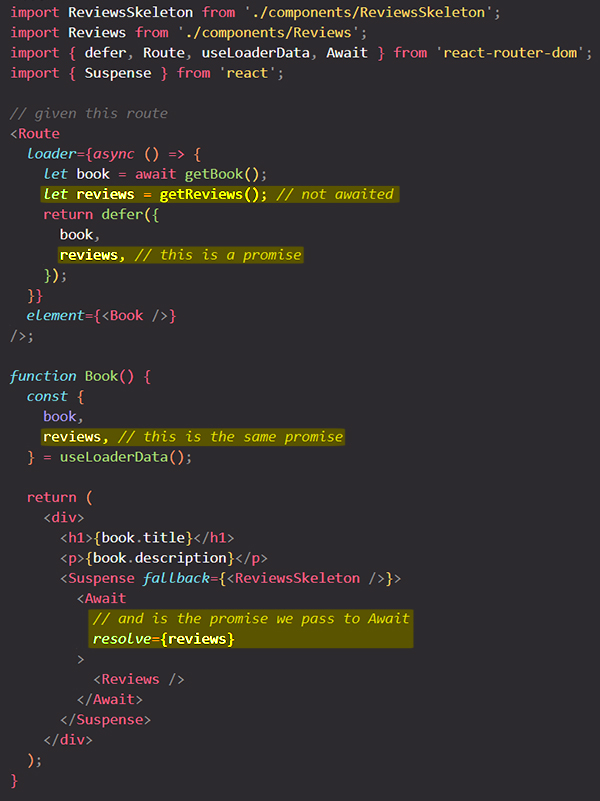 import ReviewsSkeleton from './components/ReviewsSkeleton';
import Reviews from './components/Reviews';
import { defer, Route, useLoaderData, Await } from 'react-router-dom';
import { Suspense } from 'react';

// given this route
<Route
  loader={async () => {
    let book = await getBook();
    let reviews = getReviews(); // not awaited
    return defer({
      book,
      reviews, // this is a promise
    });
  }}
  element={<Book />}
/>;

function Book() {
  const {
    book,
    reviews, // this is the same promise
  } = useLoaderData();

  return (
    <div>
      <h1>{book.title}</h1>
      <p>{book.description}</p>
      <Suspense fallback={<ReviewsSkeleton />}>
        <Await
          // and is the promise we pass to Await
          resolve={reviews}
        >
          <Reviews />
        </Await>
      </Suspense>
    </div>
  );
}